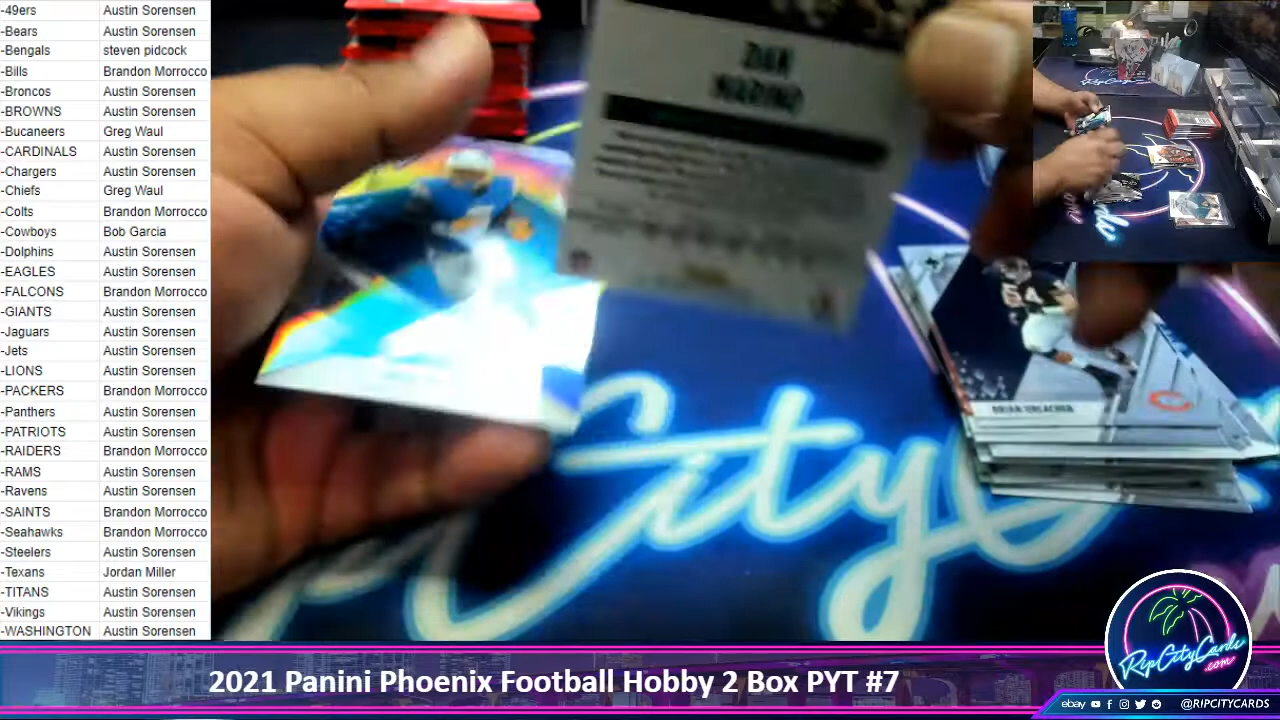 -49ers Austin Sorensen
-Bears Austin Sorensen
-Bengals steven pidcock
-Bills Brandon Morrocco
-Broncos Austin Sorensen
-BROWNS Austin Sorensen
-Bucaneers Greg Waul
-CARDINALS Austin Sorensen
-Chargers Austin Sorensen
-Chiefs Greg Waul
-Colts Brandon Morrocco
-Cowboys Bob Garcia
-Dolphins Austin Sorensen
-EAGLES Austin Sorensen
-FALCONS Brandon Morrocco
-GIANTS Austin Sorensen
-Jaguars Austin Sorensen
-Jets Austin Sorensen
-LIONS Austin Sorensen
-PACKERS Brandon Morrocco
-Panthers Austin Sorensen
-PATRIOTS Austin Sorensen
-RAIDERS Brandon Morrocco
-RAMS Austin Sorensen
-Ravens Austin Sorensen
-SAINTS Brandon Morrocco
-Seahawks Brandon Morrocco
-Steelers Austin Sorensen
-Texans Jordan Miller
-TITANS Austin Sorensen
-Vikings Austin Sorensen
-WASHINGTON Austin Sorensen
DAN
MARINO
54
BRIAN URLACHER
City
RipCityCards
.com
2021 Panini Phoenix Football Hobby 2 Box PYT #7
ebay @RIPCITYCARDS